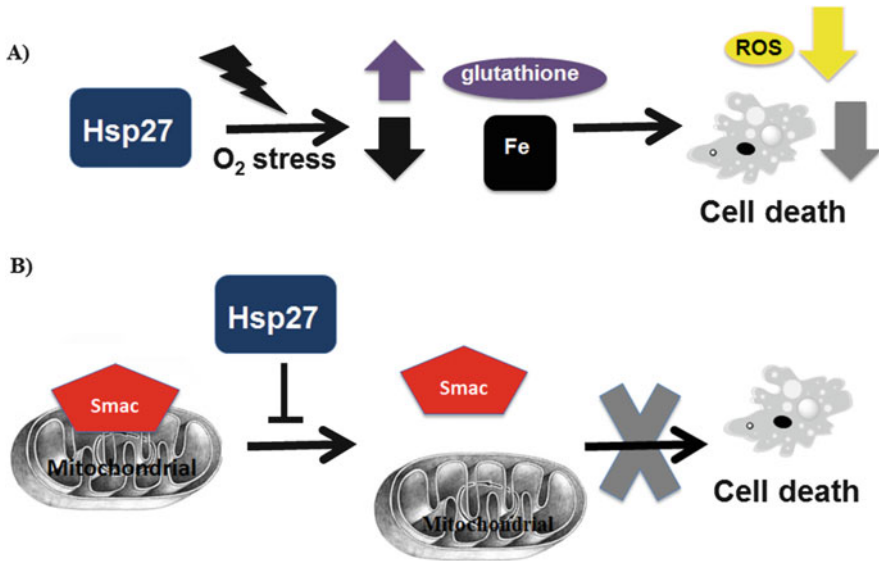 A)
Hsp27
O₂ stress
glutathione
Fe
ROS
Cell death
B)
Hsp27
Smac
Mitochondrial
Smac
Mitochondrial
Cell death